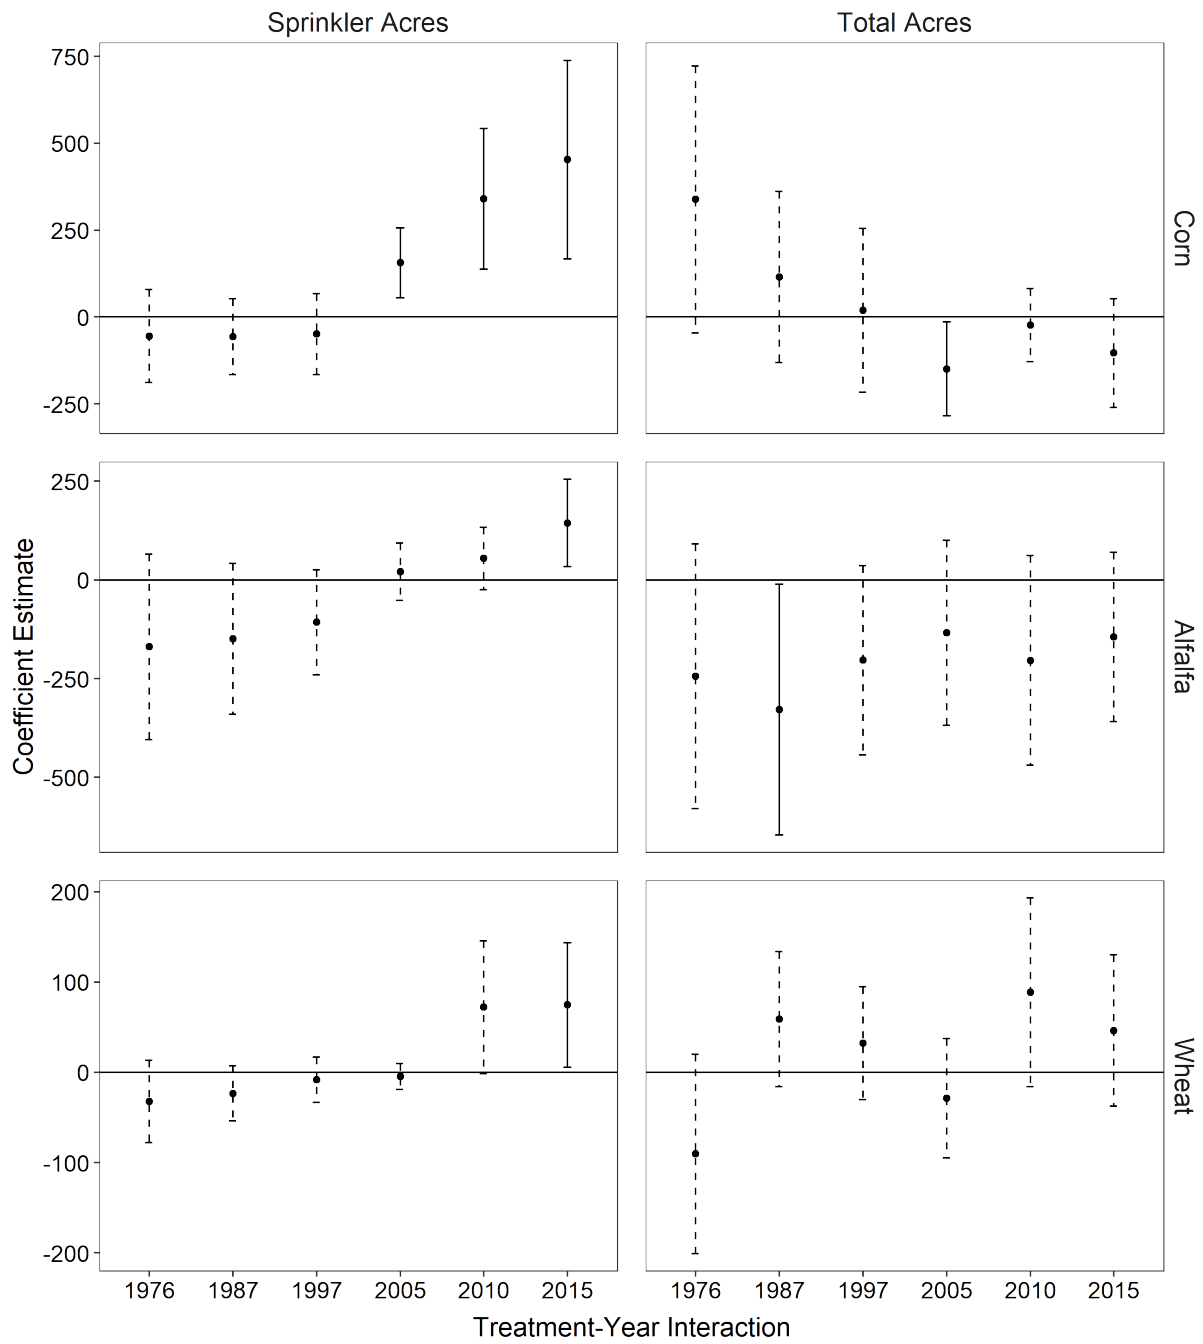 Sprinkler Acres
Total Acres
750
500
250
0
-250
Corn
250
0
-250
-500
Alfalfa
200
100
0
-100
-200
Wheat
Coefficient Estimate
1976 1987 1997 2005 2010 2015
1976 1987 1997 2005 2010 2015
Treatment-Year Interaction